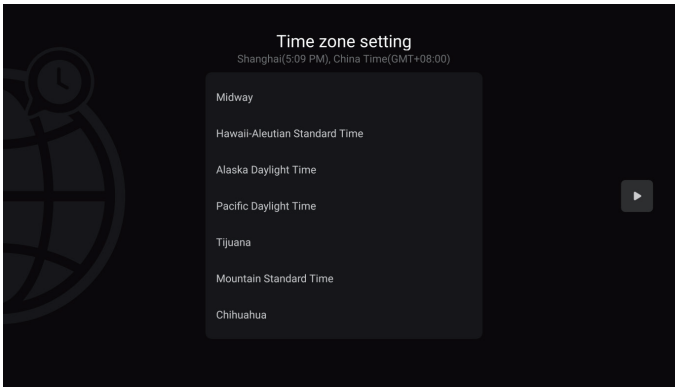 Time zone setting
Shanghai(5:09 PM), China Time(GMT+08:00)
Midway
Hawaii-Aleutian Standard Time
Alaska Daylight Time
Pacific Daylight Time
Tijuana
Mountain Standard Time
Chihuahua